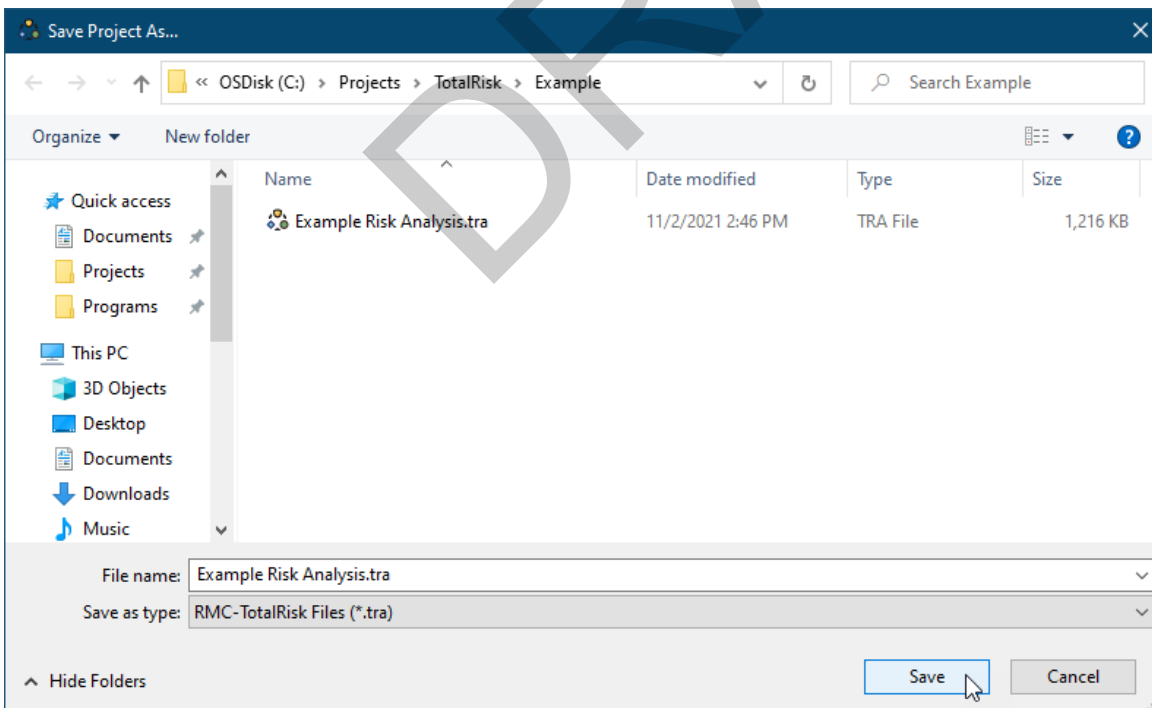 Save Project As...
« OSDisk (C:) › Projects › TotalRisk › Example
Search Example
Organize
New folder
Name
Date modified
Type
Size
Quick access
Documents
Projects
Programs
This PC
3D Objects
Desktop
Documents
Downloads
Music
Example Risk Analysis.tra
11/2/2021 2:46 PM
TRA File
1,216 KB
File name: Example Risk Analysis.tra
Save as type: RMC-TotalRisk Files (*.tra)
Hide Folders
Save
Cancel